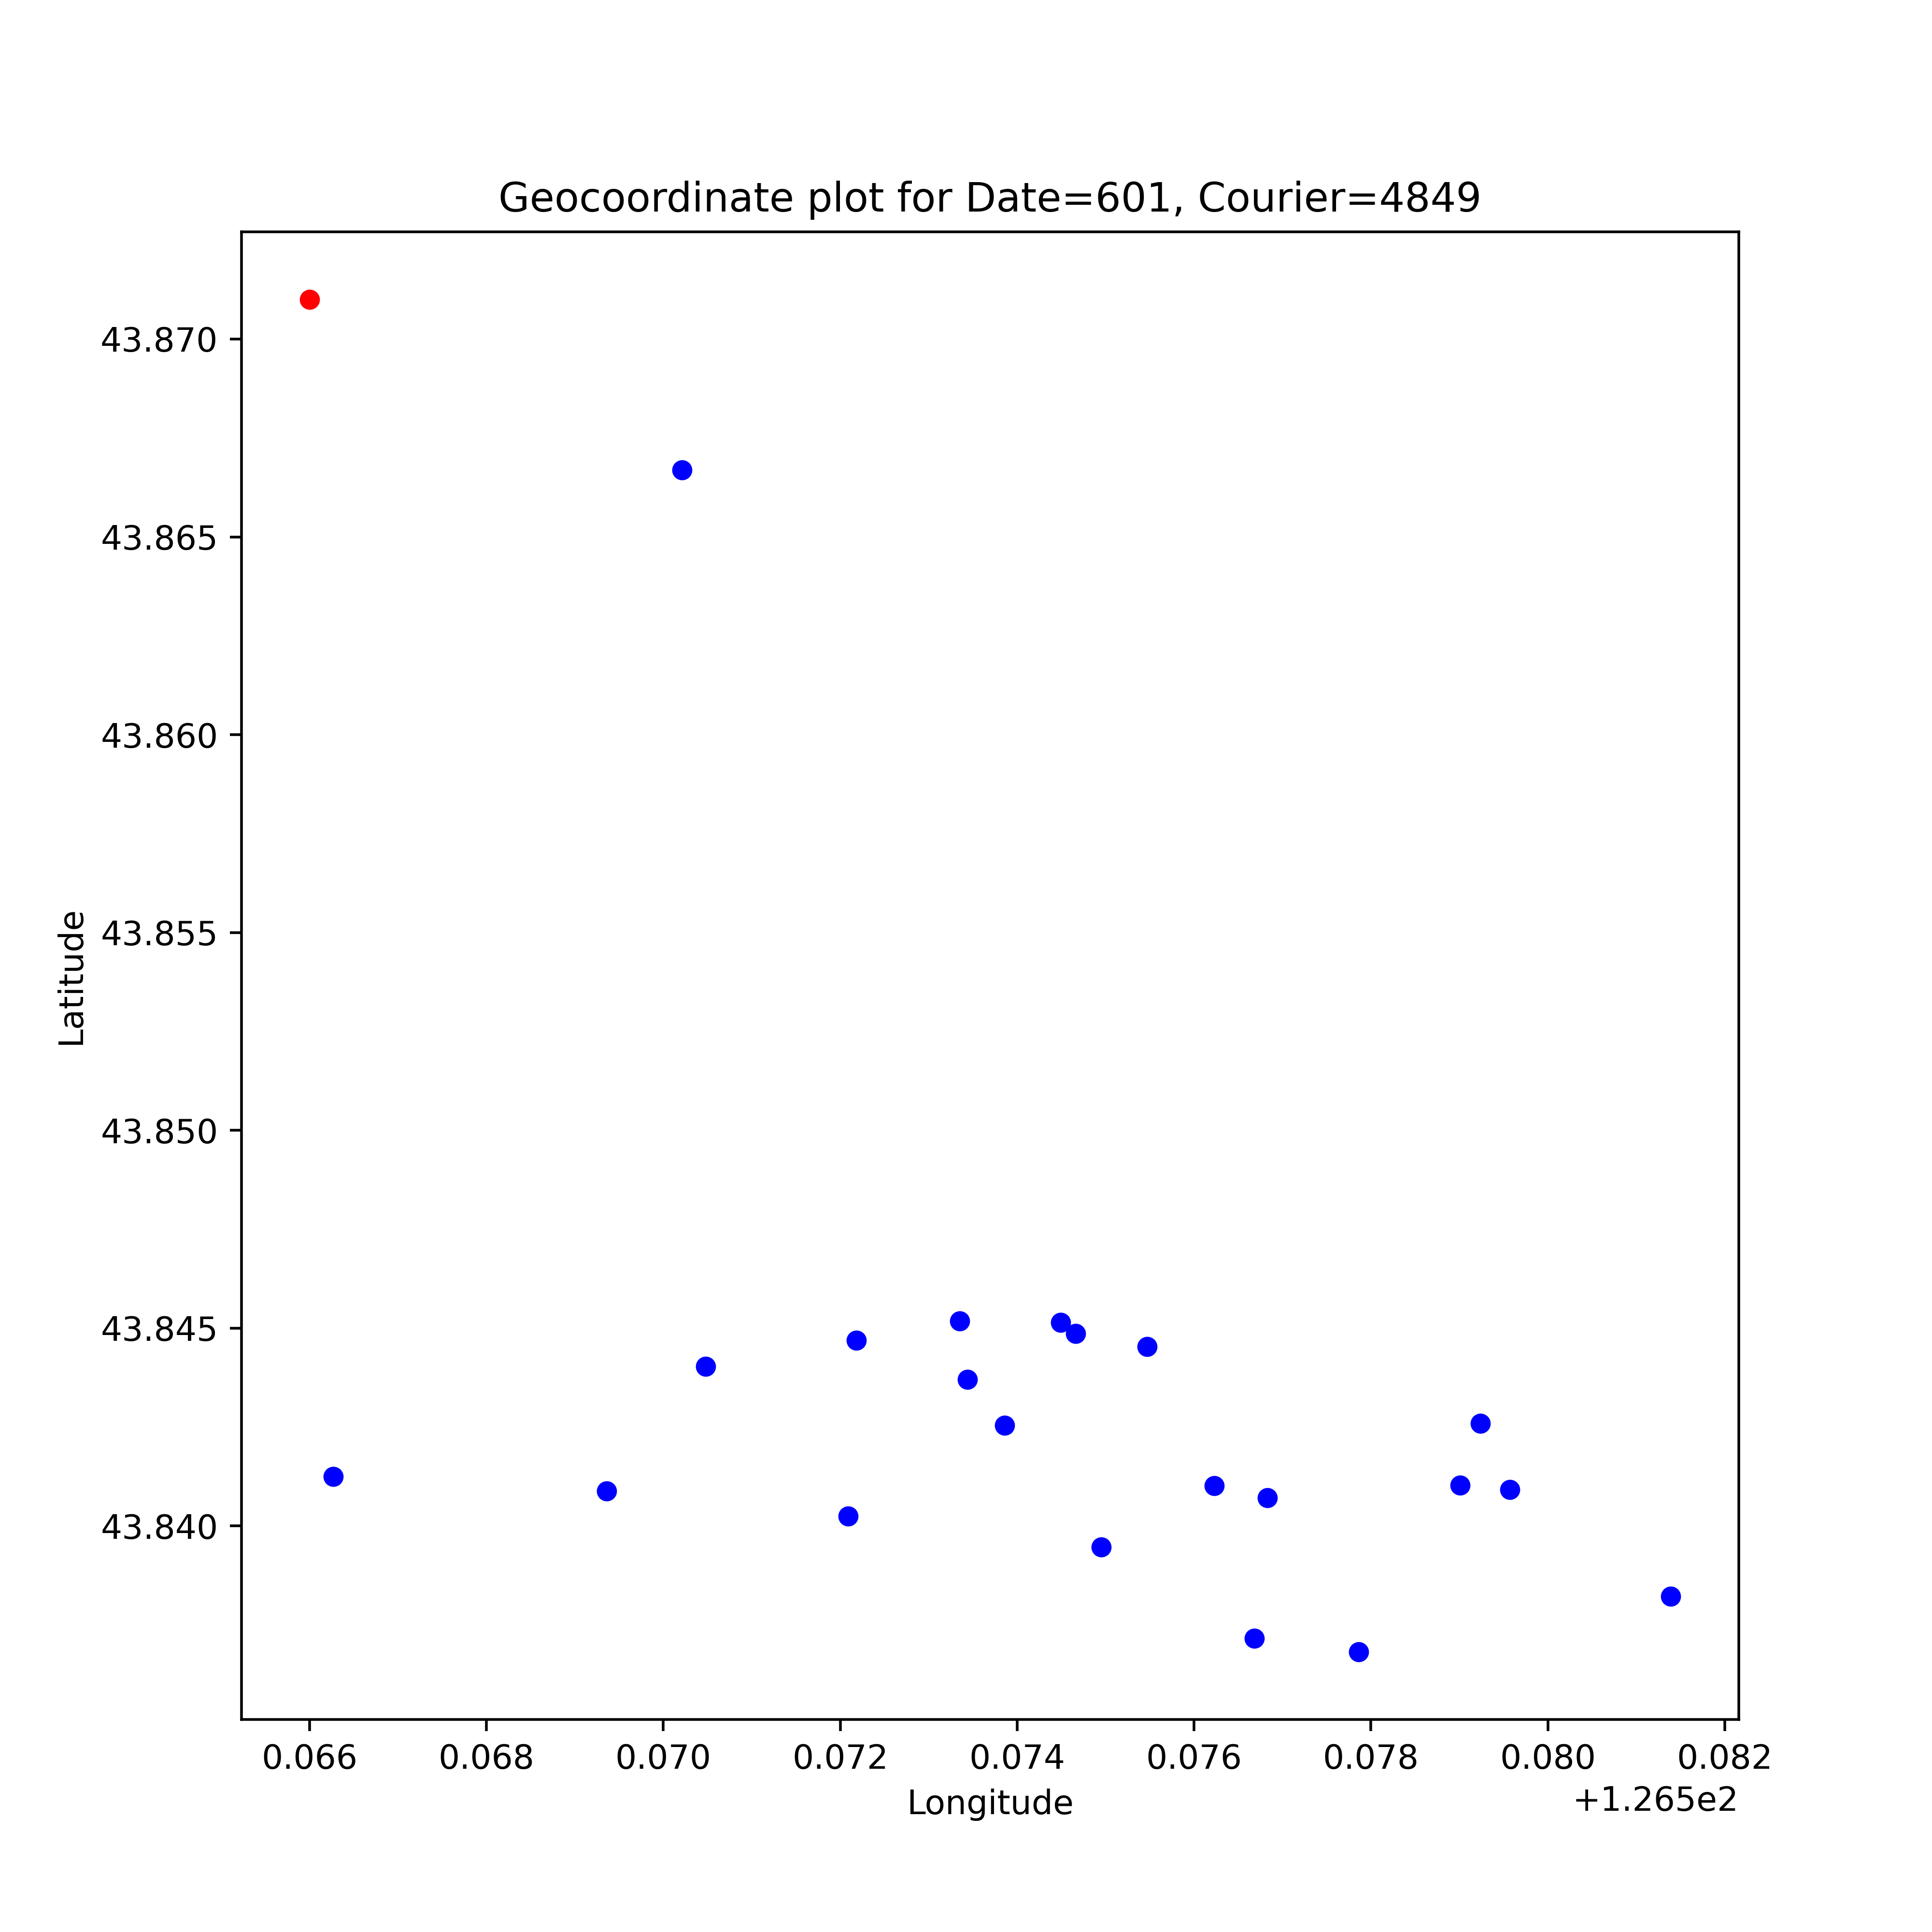 Geocoordinate plot for Date=601, Courier=4849
43.870
43.865
43.860
43.855
43.850
43.845
43.840
Latitude
0.066 0.068 0.070 0.072 0.074 0.076 0.078 0.080 0.082
+1.265e2
Longitude